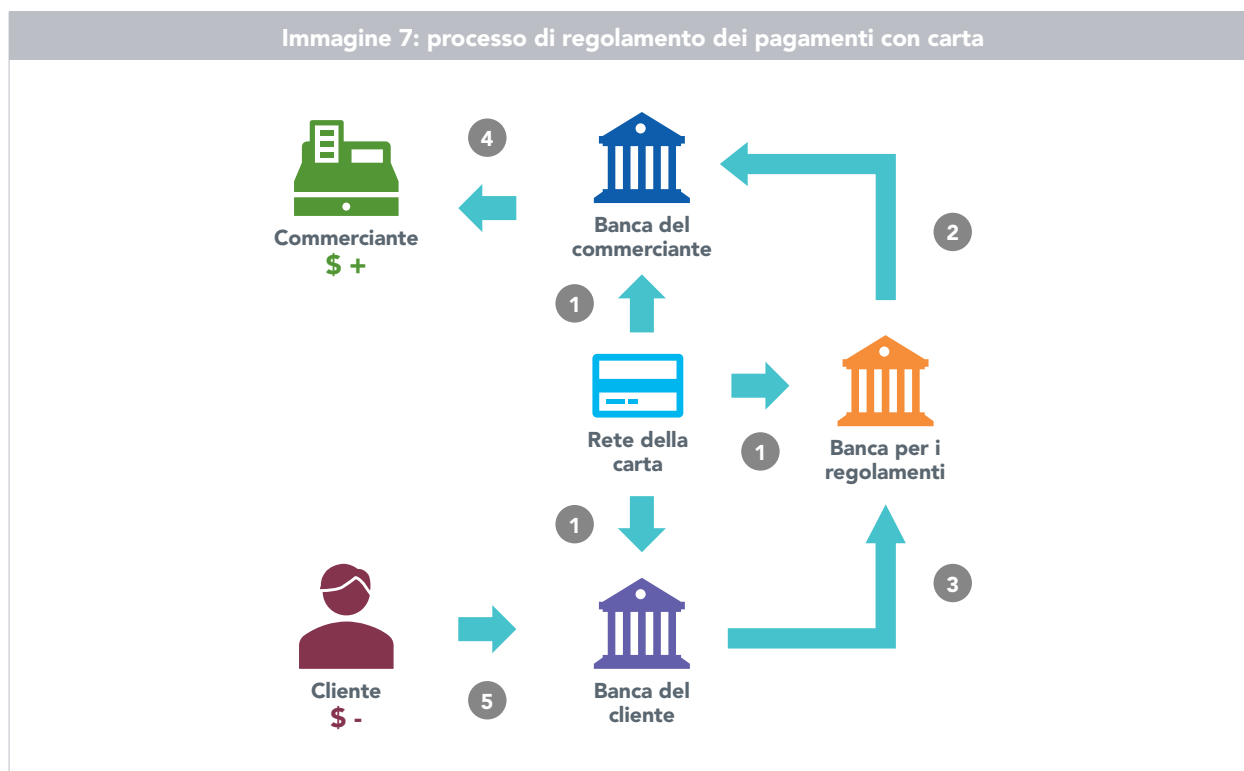 Immagine 7: processo di regolamento dei pagamenti con carta
4
Commerciante
$ +
Banca del
commerciante
2
1
Rete della
carta
1
Banca per i
regolamenti
1
3
Cliente
$ -
5
Banca del
cliente